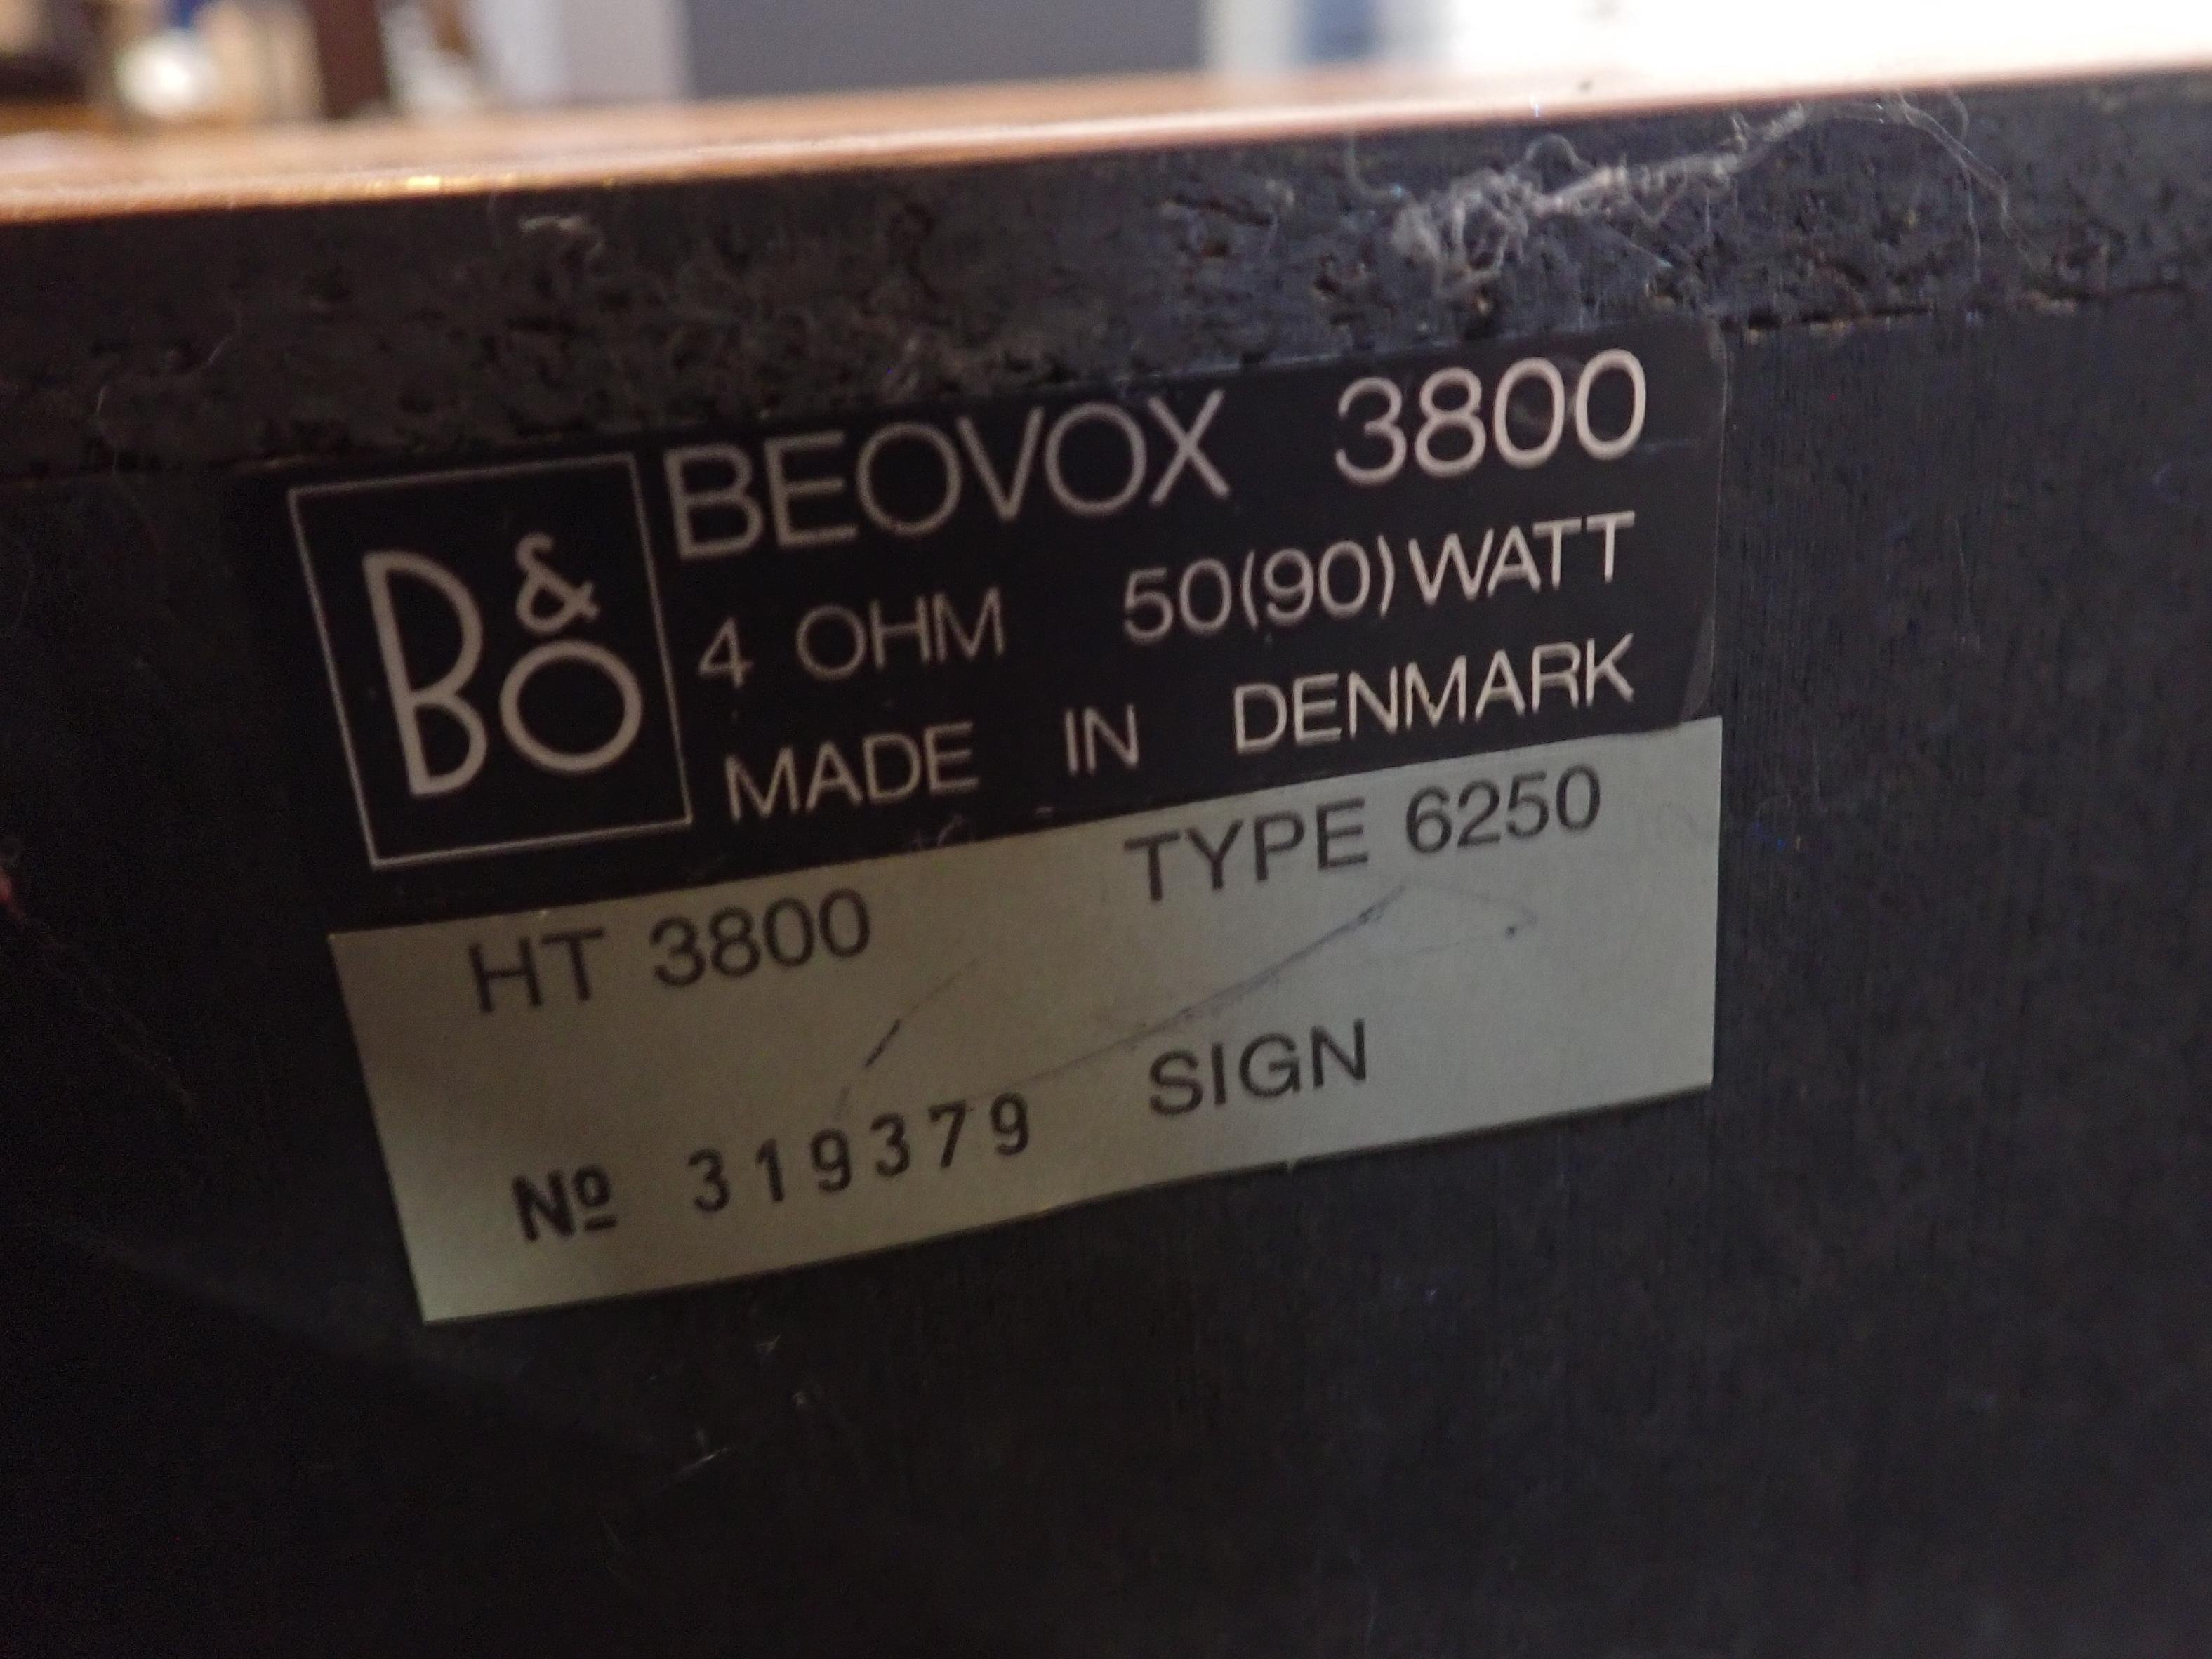 B&O
BEOVOX 3800
4 OHM 50(90)WATT
MADE IN DENMARK
HT 3800 TYPE 6250
Nº 319379 SIGN